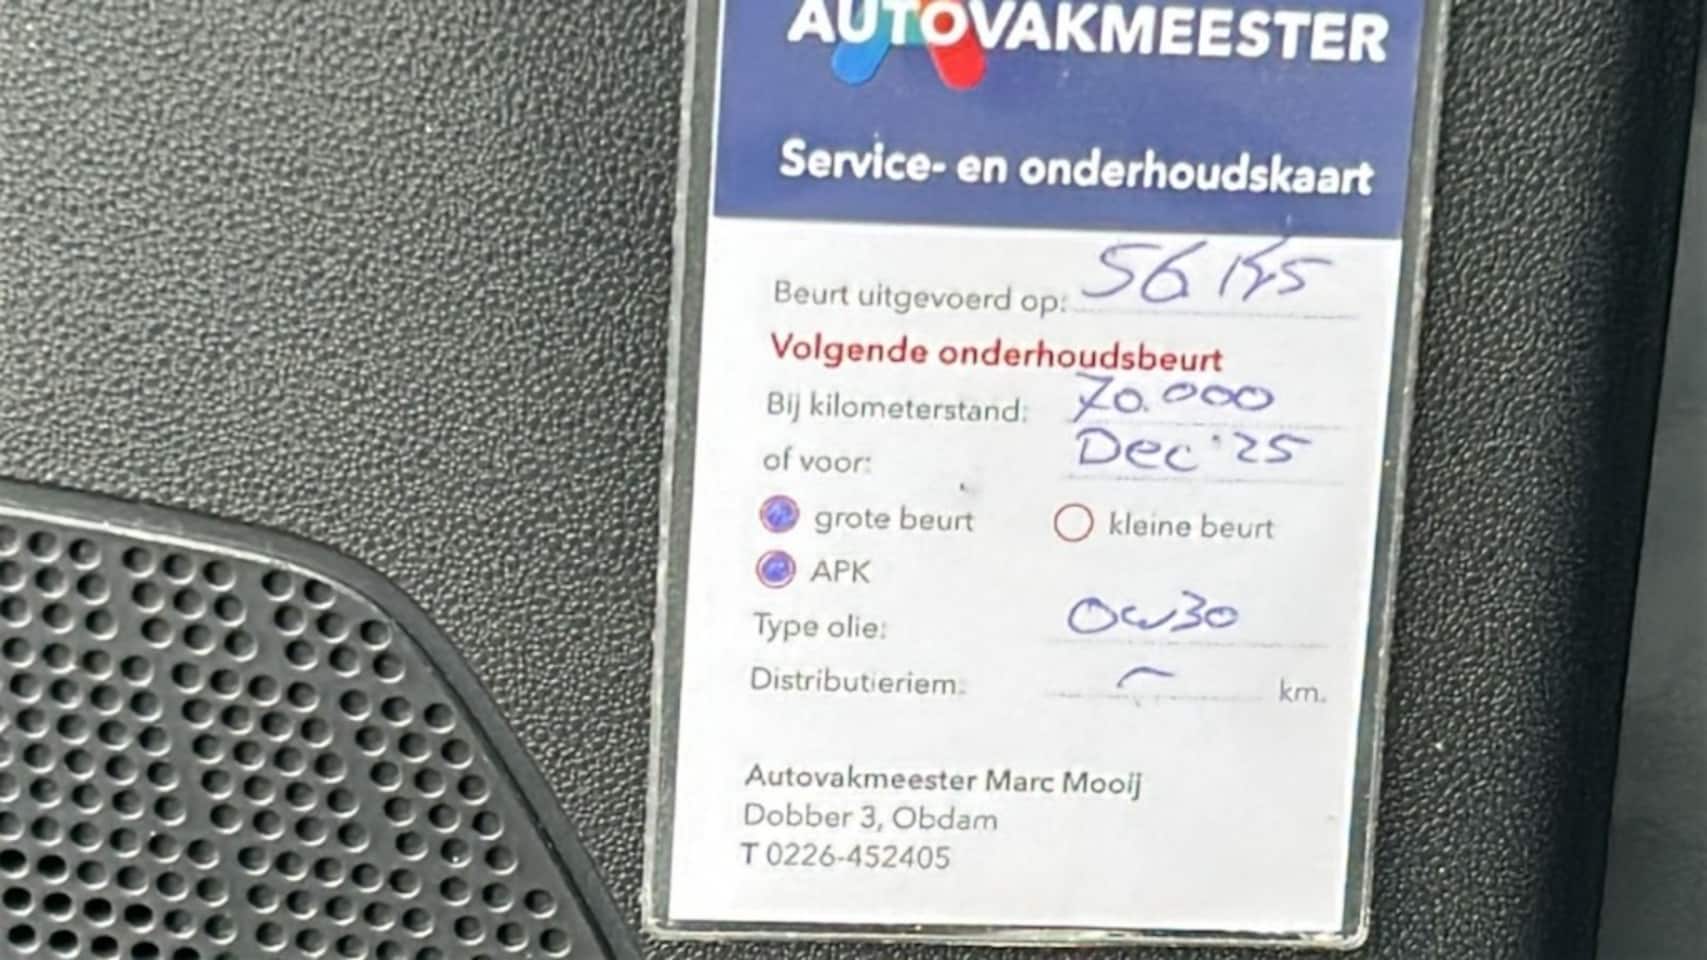 AUTOVAKMEESTER
Service- en onderhoudskaart
Beurt uitgevoerd op: 56
Volgende onderhoudsbeurt
Bij kilometerstand: 70.000
of voor: Dec '25
grote beurt kleine beurt
APK
Type olie: 0w30
Distributieriem: ~ km.
Autovakmeester Marc Mooij
Dobber 3, Obdam
T 0226-452405